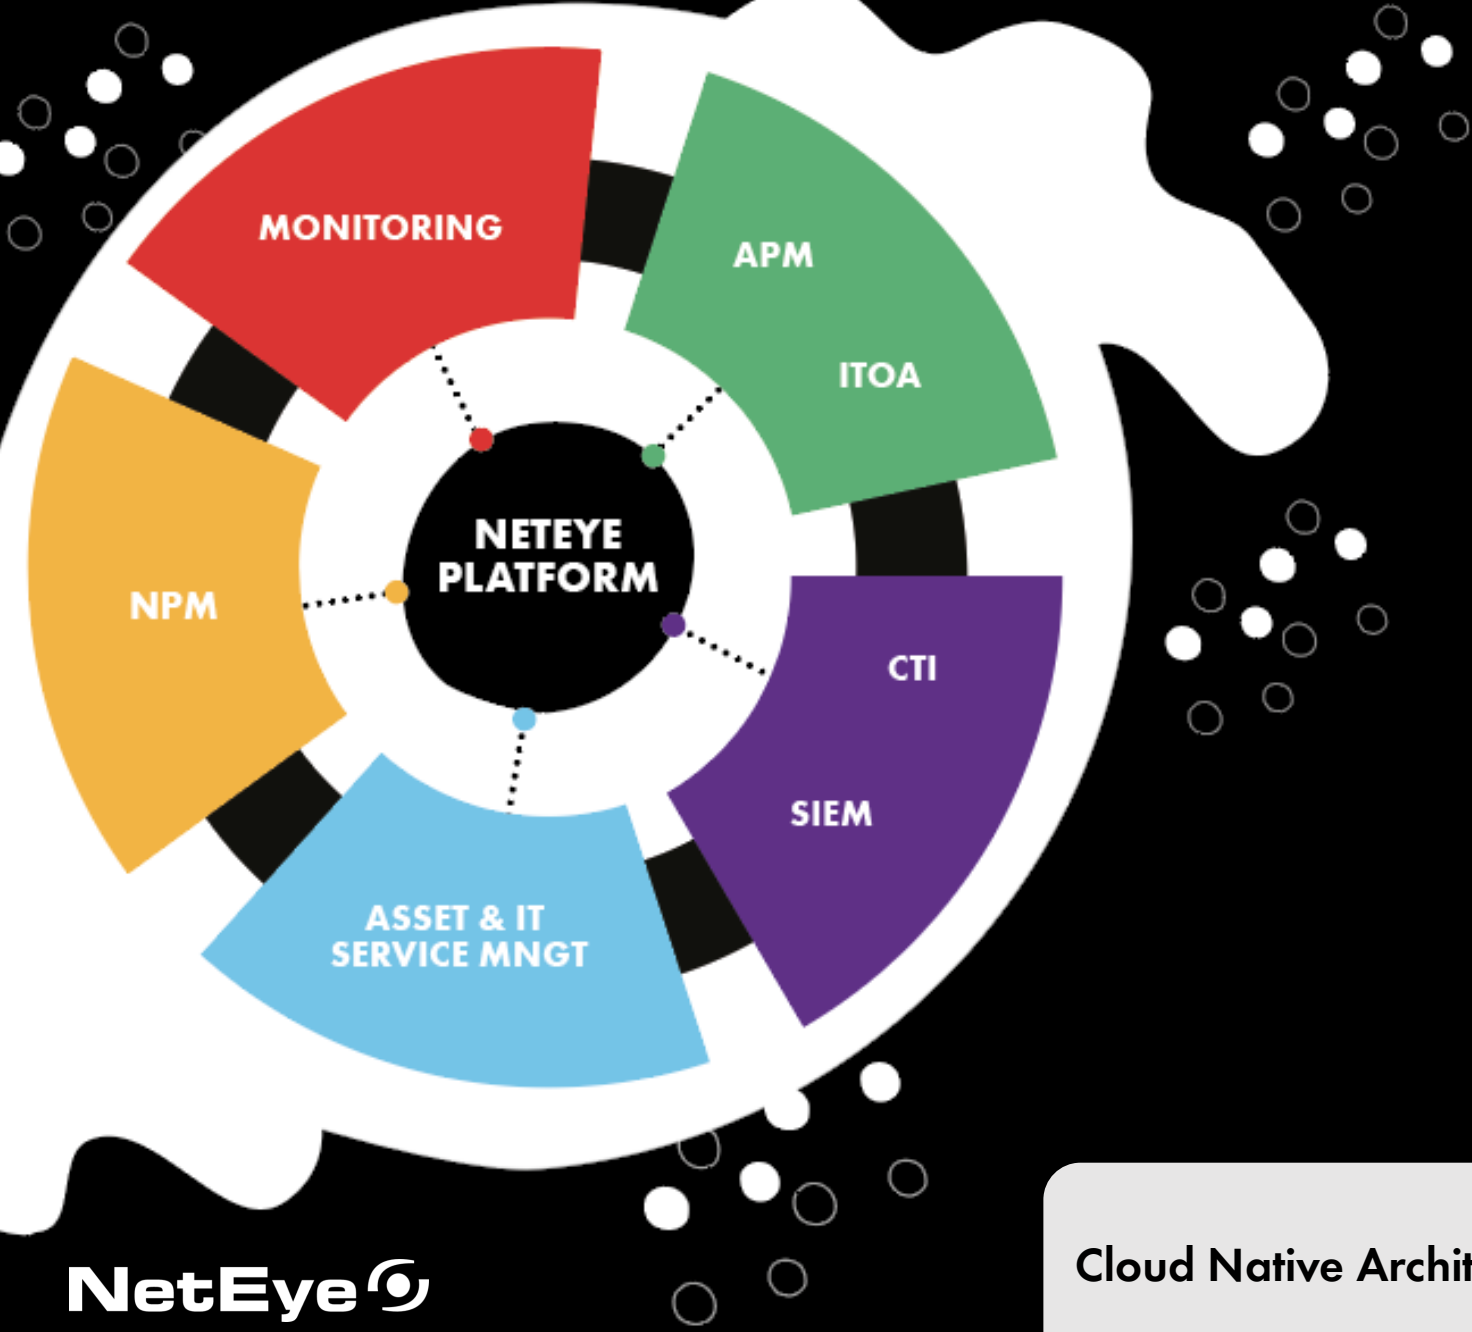 MONITORING
APM
ITOA
NETEYE
PLATFORM
NPM
CTI
SIEM
ASSET & IT
SERVICE MNGT
NetEye
Cloud Native Archit